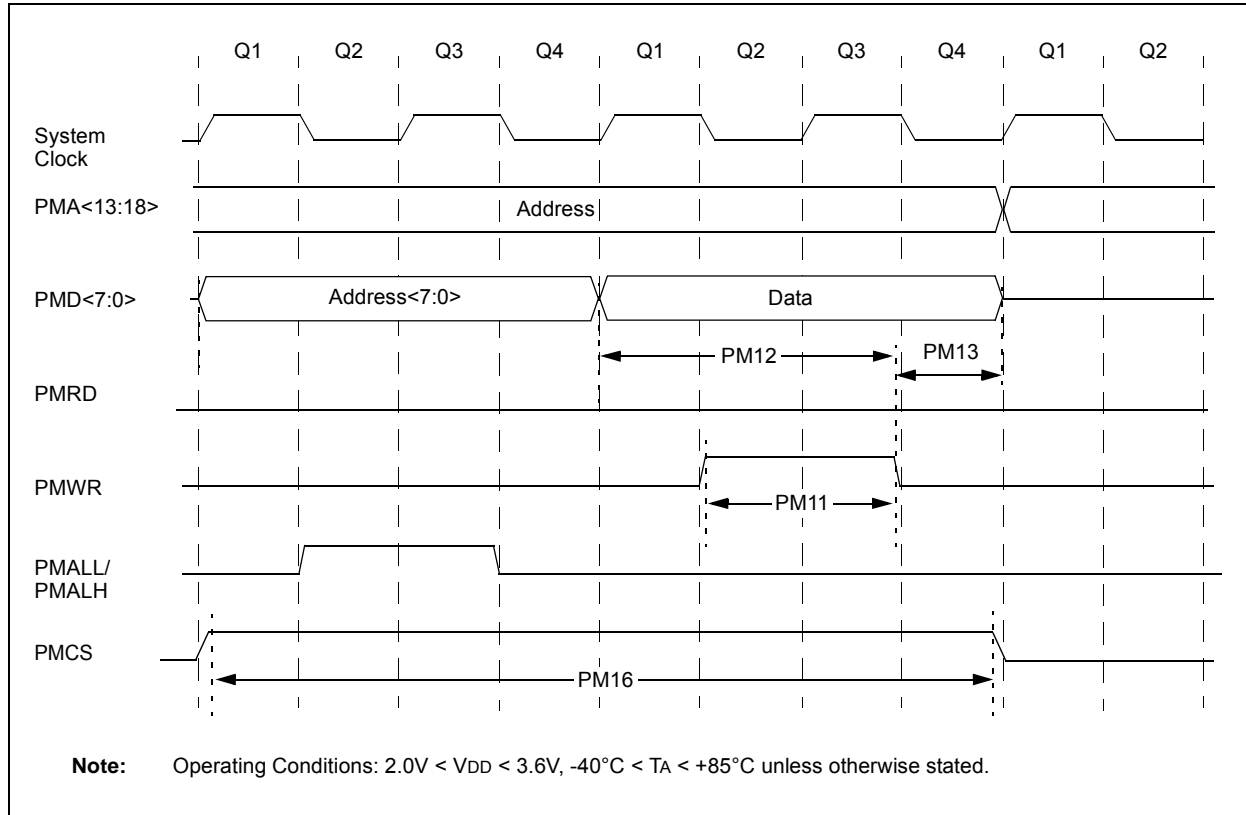 Q1 Q2 Q3 Q4 Q1 Q2 Q3 Q4 Q1 Q2
System
Clock
PMA<13:18>
Address
PMD<7:0>
Address<7:0>
Data
PM12
PM13
PMRD
PMWR
PM11
PMALL/
PMALH
PMCS
PM16
Note: Operating Conditions: 2.0V < VDD < 3.6V, -40°C < TA < +85°C unless otherwise stated.